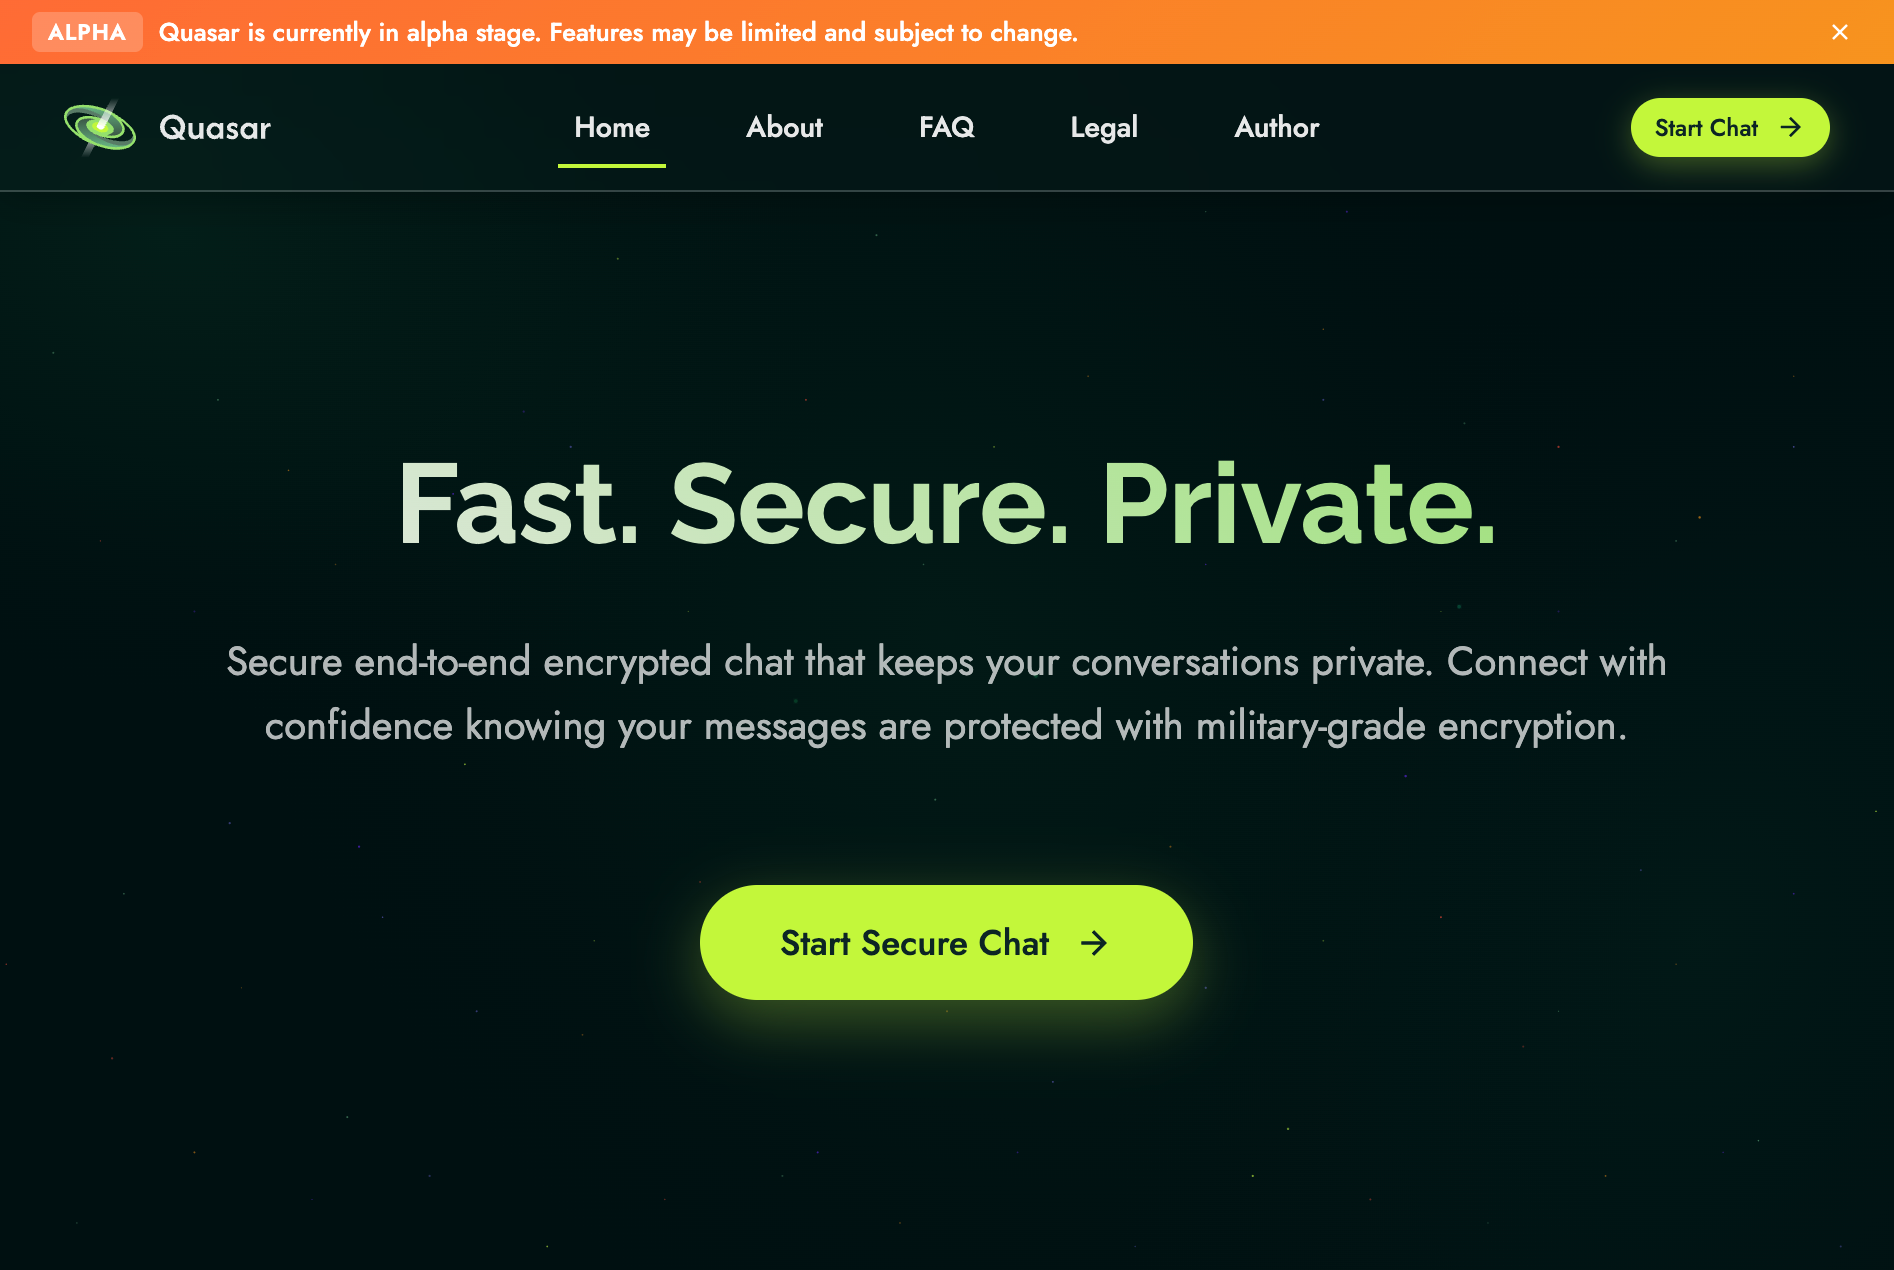 ALPHA Quasar is currently in alpha stage. Features may be limited and subject to change.
Quasar Home About FAQ Legal Author Start Chat →
Fast. Secure. Private.
Secure end-to-end encrypted chat that keeps your conversations private. Connect with
confidence knowing your messages are protected with military-grade encryption.
Start Secure Chat →